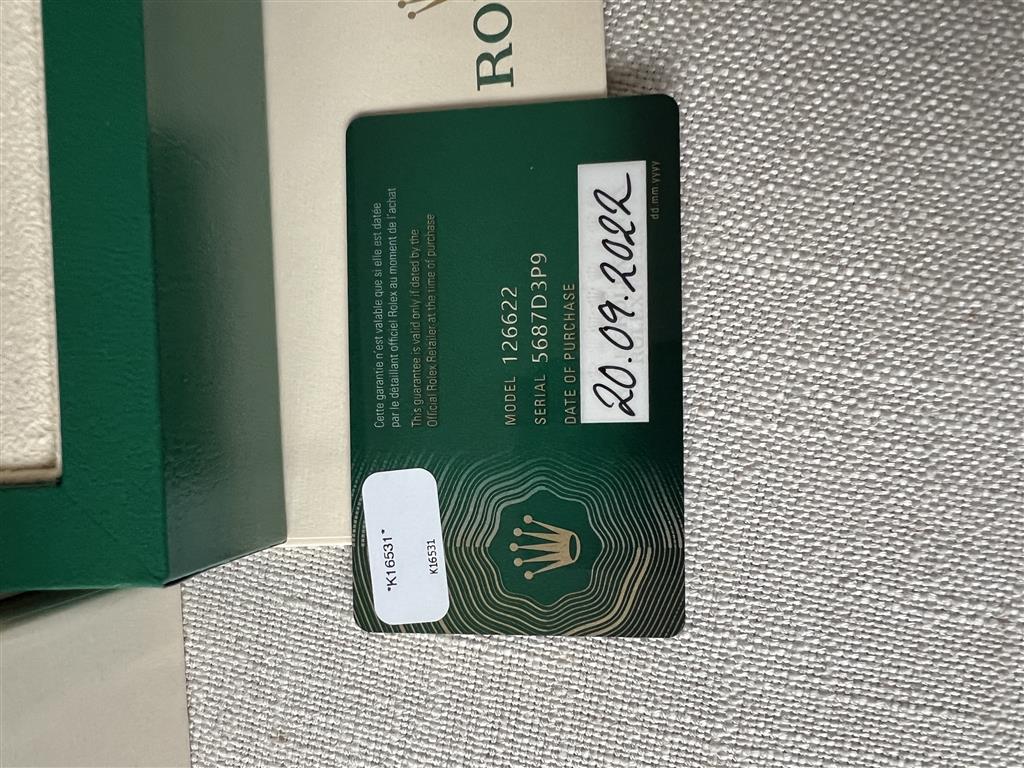 RO
Cette garantie n'est valable que si elle est datée
par le détaillant officiel Rolex au moment de l'achat
This guarantee is valid only if dated by the
Official Rolex Retailer at the time of purchase
MODEL 126622
SERIAL 5687D3P9
DATE OF PURCHASE
20.09.2022
dd.mm.yyyy
*K16531*
K16531